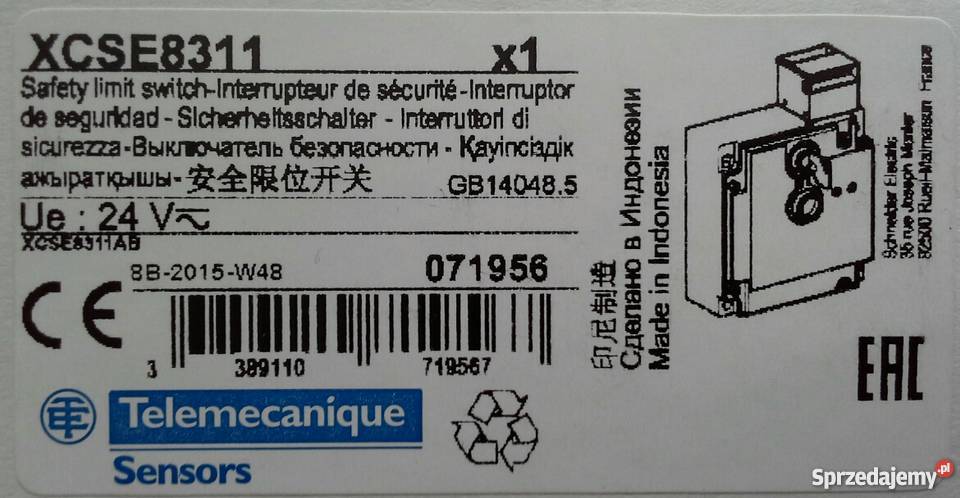 XCSE8311 x1
Safety limit switch-Interrupteur de sécurité-Interruptor
de seguridad - Sicherheitsschalter - Interruttori di
sicurezza-Выключатель безопасности - Қауіпсіздік
ажыратқышы-安全限位开关 GB14048.5
Ue : 24 V
XCSE8311AB
8B-2015-W48 071956
CE
3 389110 719567
Telemecanique
Sensors
印尼制造
Сделано в Индонезии
Made in Indonesia
Schneider Electric
35 rue Joseph Monier
92500 Rueil-Malmaison France
EAC
Sprzedajemy.pl